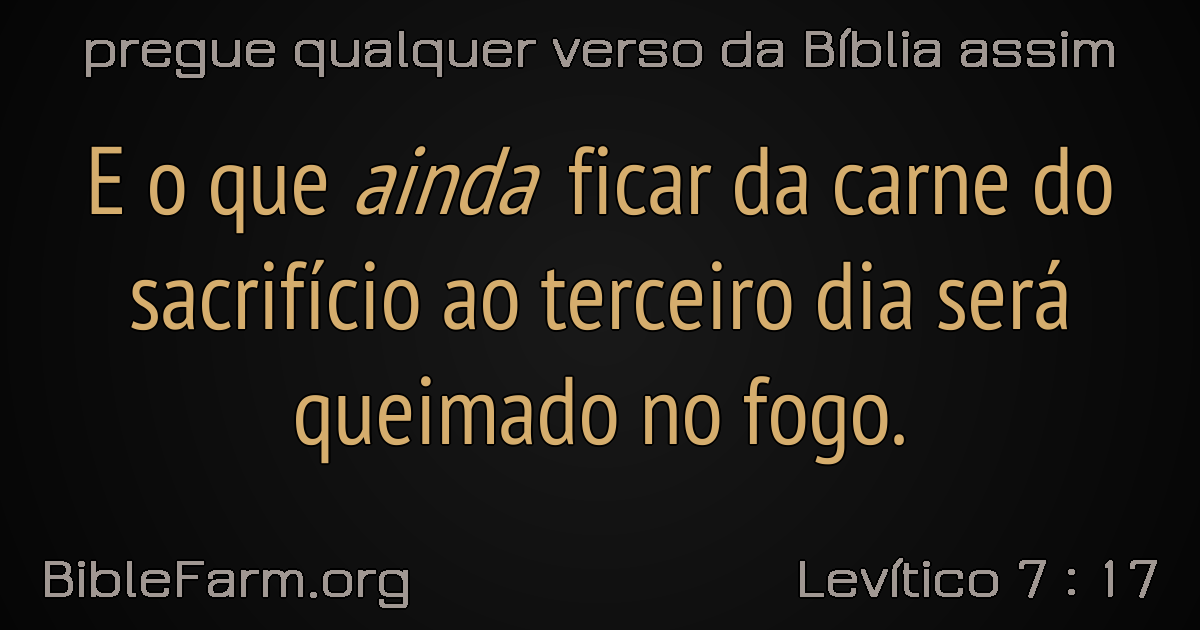 pregue qualquer verso da Bíblia assim
E o que ainda ficar da carne do
sacrifício ao terceiro dia será
queimado no fogo.
BibleFarm.org
Levítico 7 : 17